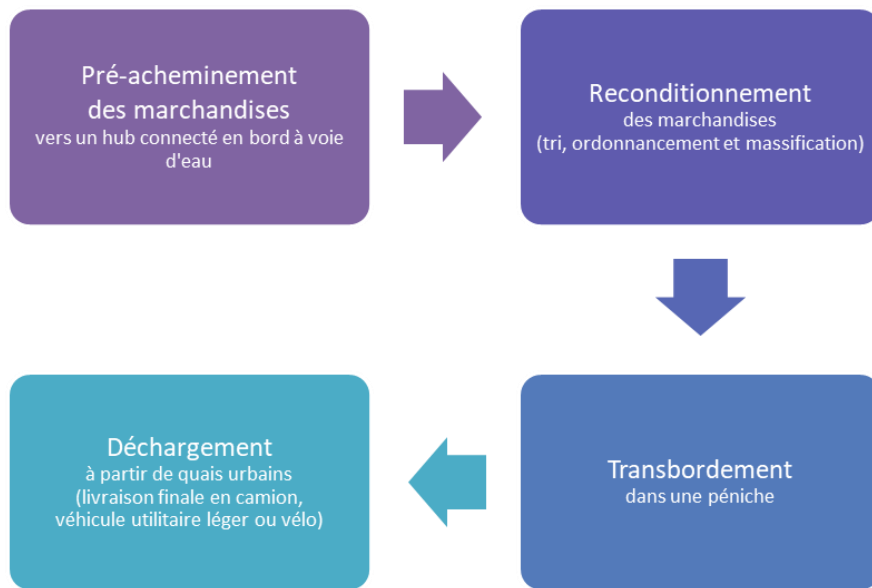 Pré-acheminement
des marchandises
vers un hub connecté en bord à voie
d'eau
Reconditionnement
des marchandises
(tri, ordonnancement et massification)
Transbordement
dans une péniche
Déchargement
à partir de quais urbains
(livraison finale en camion,
véhicule utilitaire léger ou vélo)